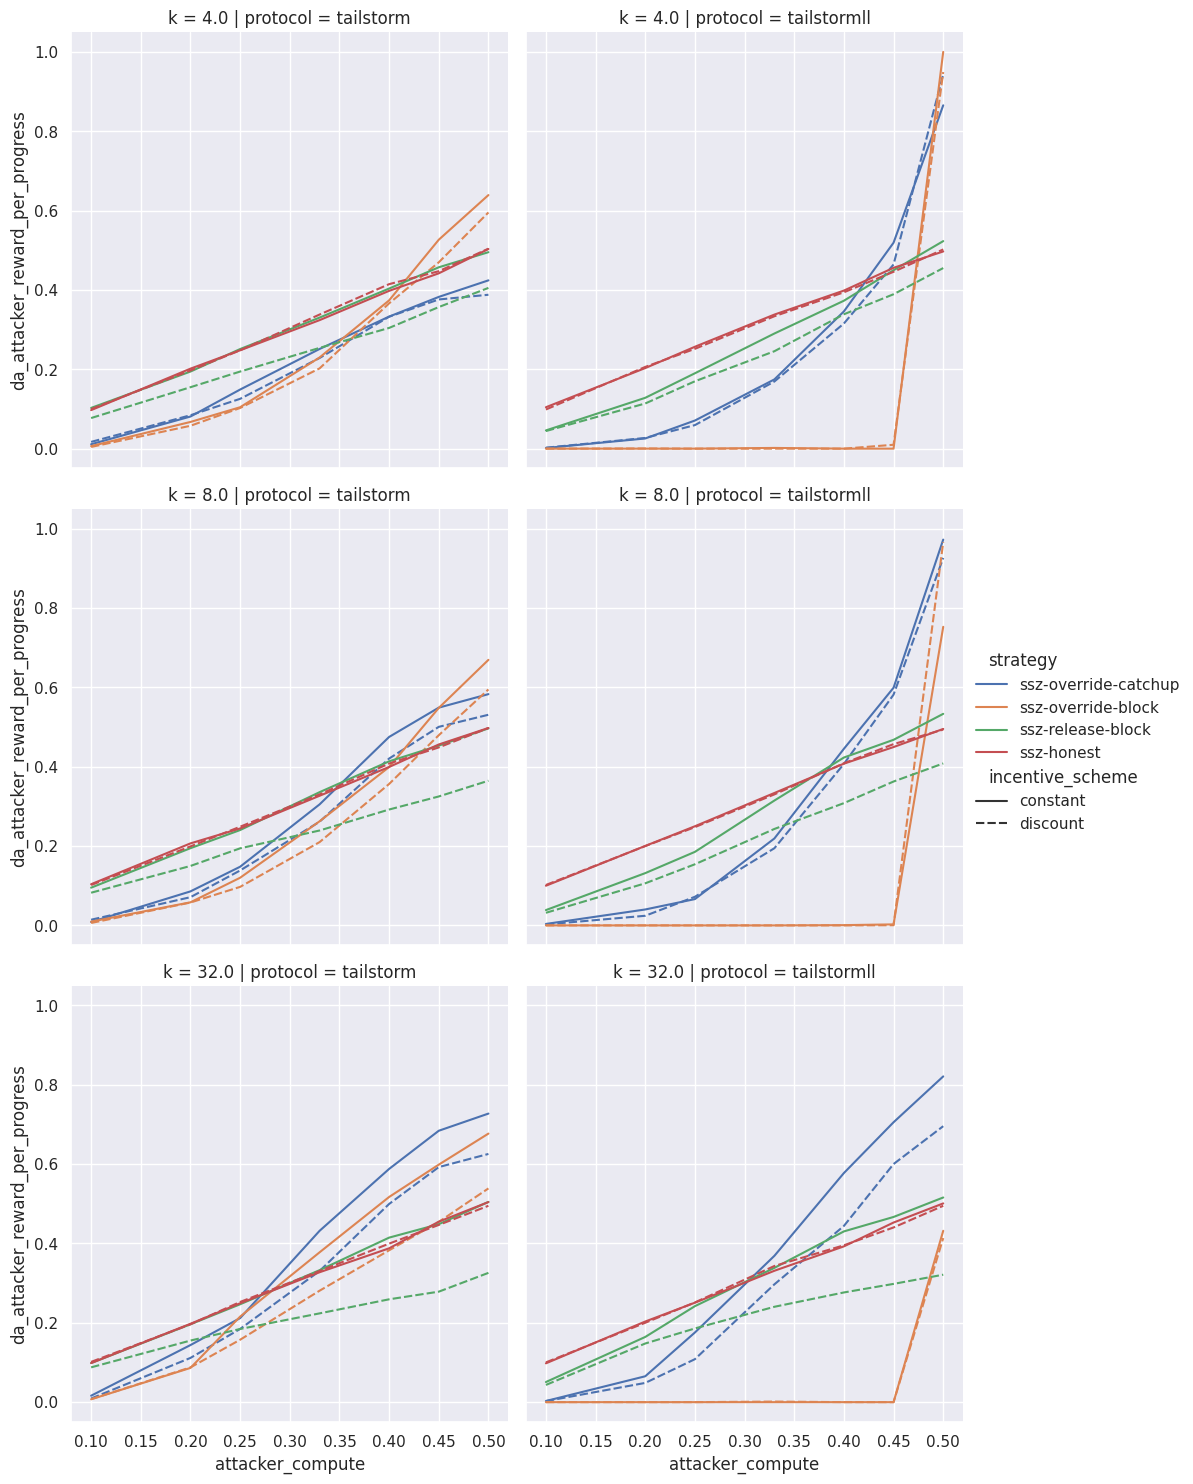 k = 4.0 | protocol = tailstorm
k = 4.0 | protocol = tailstormll
1.0
0.8
0.6
0.4
0.2
0.0
da_attacker_reward_per_progress
k = 8.0 | protocol = tailstorm
k = 8.0 | protocol = tailstormll
1.0
0.8
0.6
0.4
0.2
0.0
da_attacker_reward_per_progress
strategy
ssz-override-catchup
ssz-override-block
ssz-release-block
ssz-honest
incentive_scheme
constant
discount
k = 32.0 | protocol = tailstorm
k = 32.0 | protocol = tailstormll
1.0
0.8
0.6
0.4
0.2
0.0
da_attacker_reward_per_progress
0.10 0.15 0.20 0.25 0.30 0.35 0.40 0.45 0.50
0.10 0.15 0.20 0.25 0.30 0.35 0.40 0.45 0.50
attacker_compute
attacker_compute